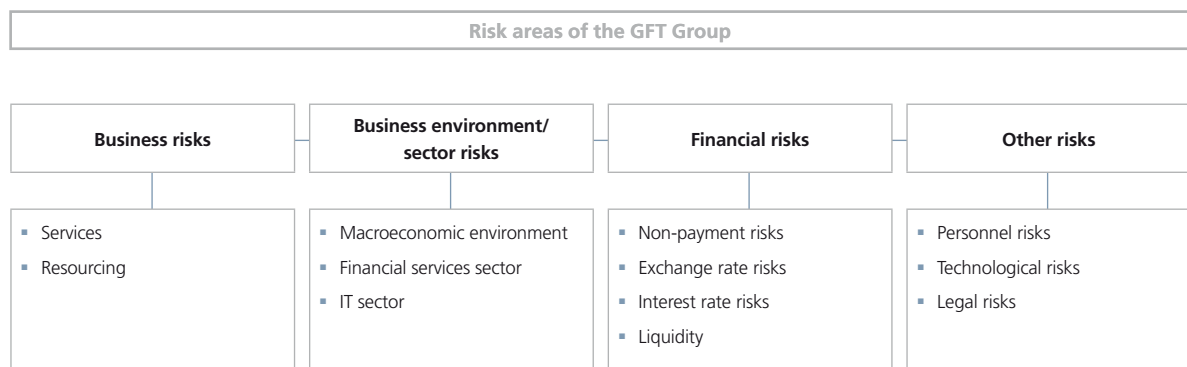 Risk areas of the GFT Group
Business risks
Business environment/
sector risks
Financial risks
Other risks
Services
Resourcing
Macroeconomic environment
Financial services sector
IT sector
Non-payment risks
Exchange rate risks
Interest rate risks
Liquidity
Personnel risks
Technological risks
Legal risks